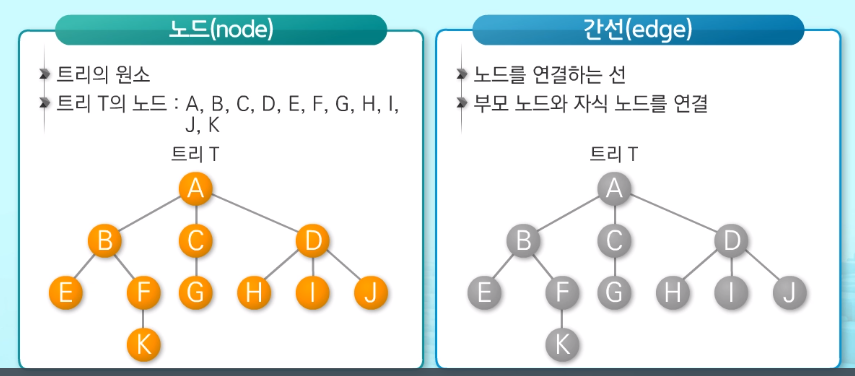 노드(node)
트리의 원소
트리 T의 노드 : A, B, C, D, E, F, G, H, I,
J, K
트리 T
A
B C D
E F G H I J
K
간선(edge)
노드를 연결하는 선
부모 노드와 자식 노드를 연결
트리 T
A
B C D
E F G H I J
K